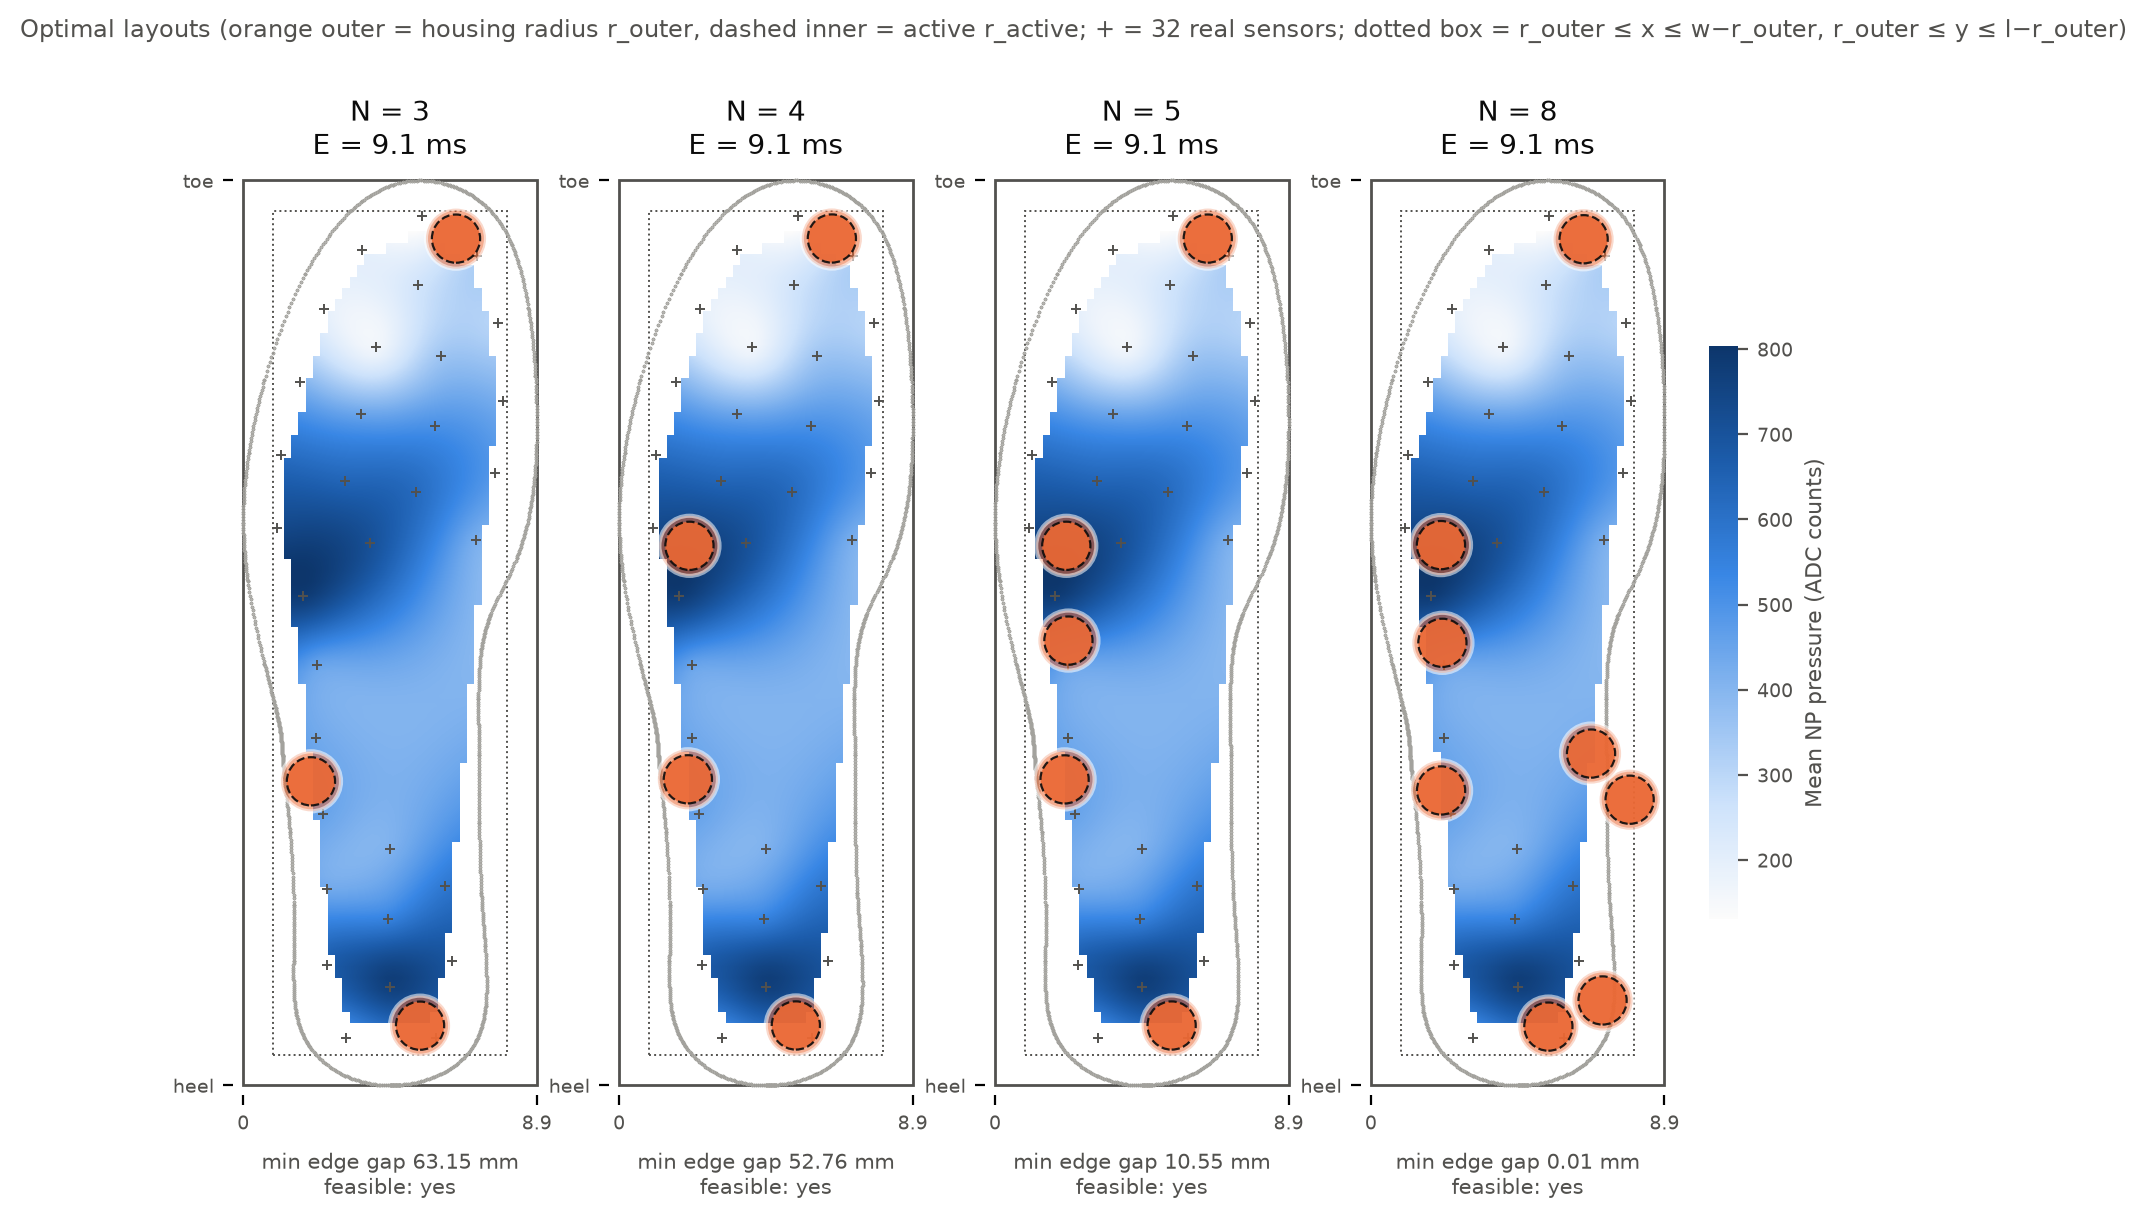 Optimal layouts (orange outer = housing radius r_outer, dashed inner = active r_active; + = 32 real sensors; dotted box = r_outer ≤ x ≤ w−r_outer, r_outer ≤ y ≤ l−r_outer)
N = 3
E = 9.1 ms
N = 4
E = 9.1 ms
N = 5
E = 9.1 ms
N = 8
E = 9.1 ms
toe
toe
toe
toe
800
700
600
500
400
300
200
Mean NP pressure (ADC counts)
heel
heel
heel
heel
0
8.9
0
8.9
0
8.9
0
8.9
min edge gap 63.15 mm
feasible: yes
min edge gap 52.76 mm
feasible: yes
min edge gap 10.55 mm
feasible: yes
min edge gap 0.01 mm
feasible: yes